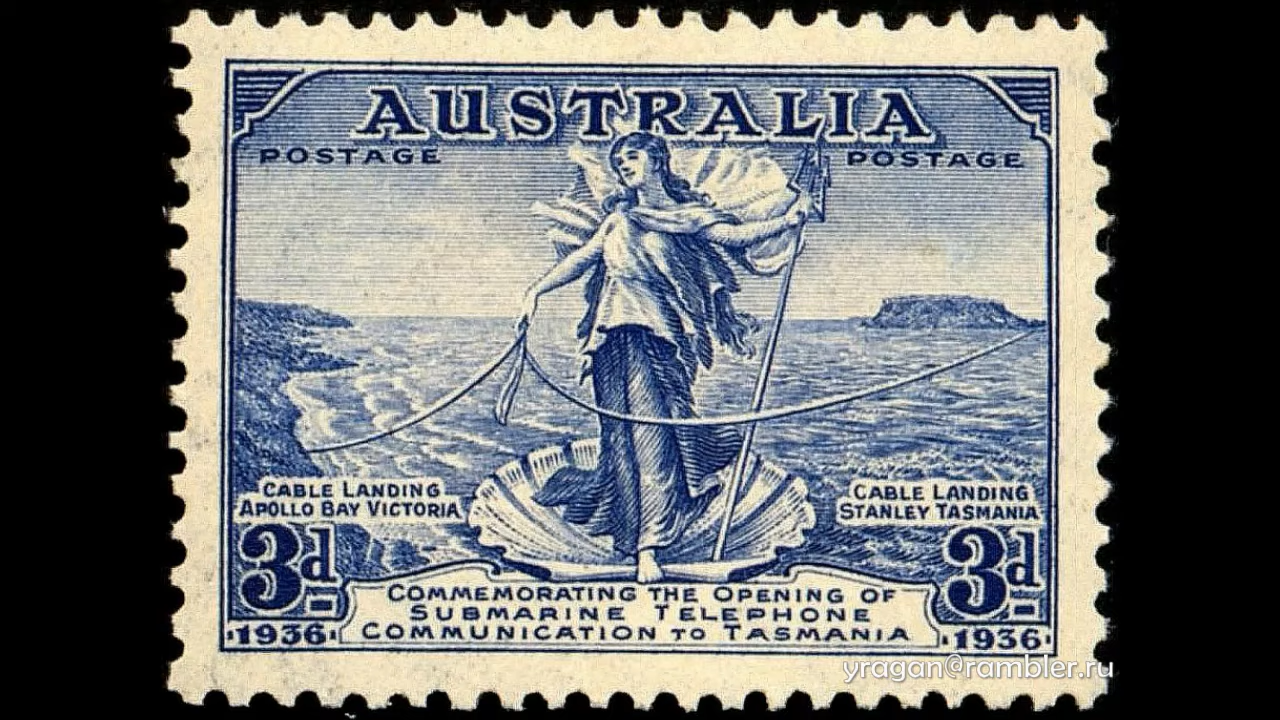 AUSTRALIA
POSTAGE POSTAGE
CABLE LANDING
APOLLO BAY VICTORIA
CABLE LANDING
STANLEY TASMANIA
3d 3d
COMMEMORATING THE OPENING OF
SUBMARINE TELEPHONE
COMMUNICATION TO TASMANIA
·1936· ·1936·
yragan@rambler.ru